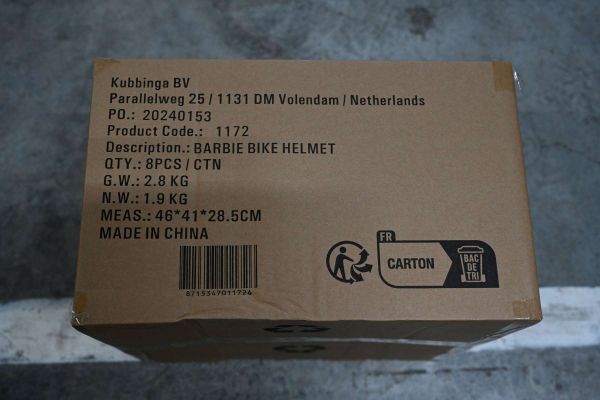 Kubbinga BV
Parallelweg 25 / 1131 DM Volendam / Netherlands
PO.: 20240153
Product Code.: 1172
Description.: BARBIE BIKE HELMET
QTY.: 8PCS / CTN
G.W.: 2.8 KG
N.W.: 1.9 KG
MEAS.: 46*41*28.5CM
MADE IN CHINA
8715347011726
FR
CARTON
BAC
DE
TRI